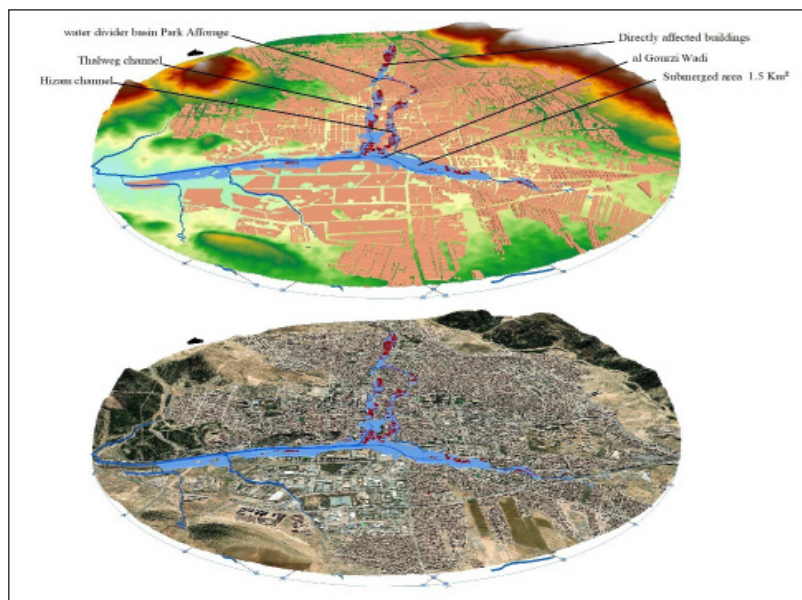 water divider basin Park Afforage
Directly affected buildings
Thalweg channel
al Gourzi Wadi
Hizam channel
Submerged area 1.5 Km²